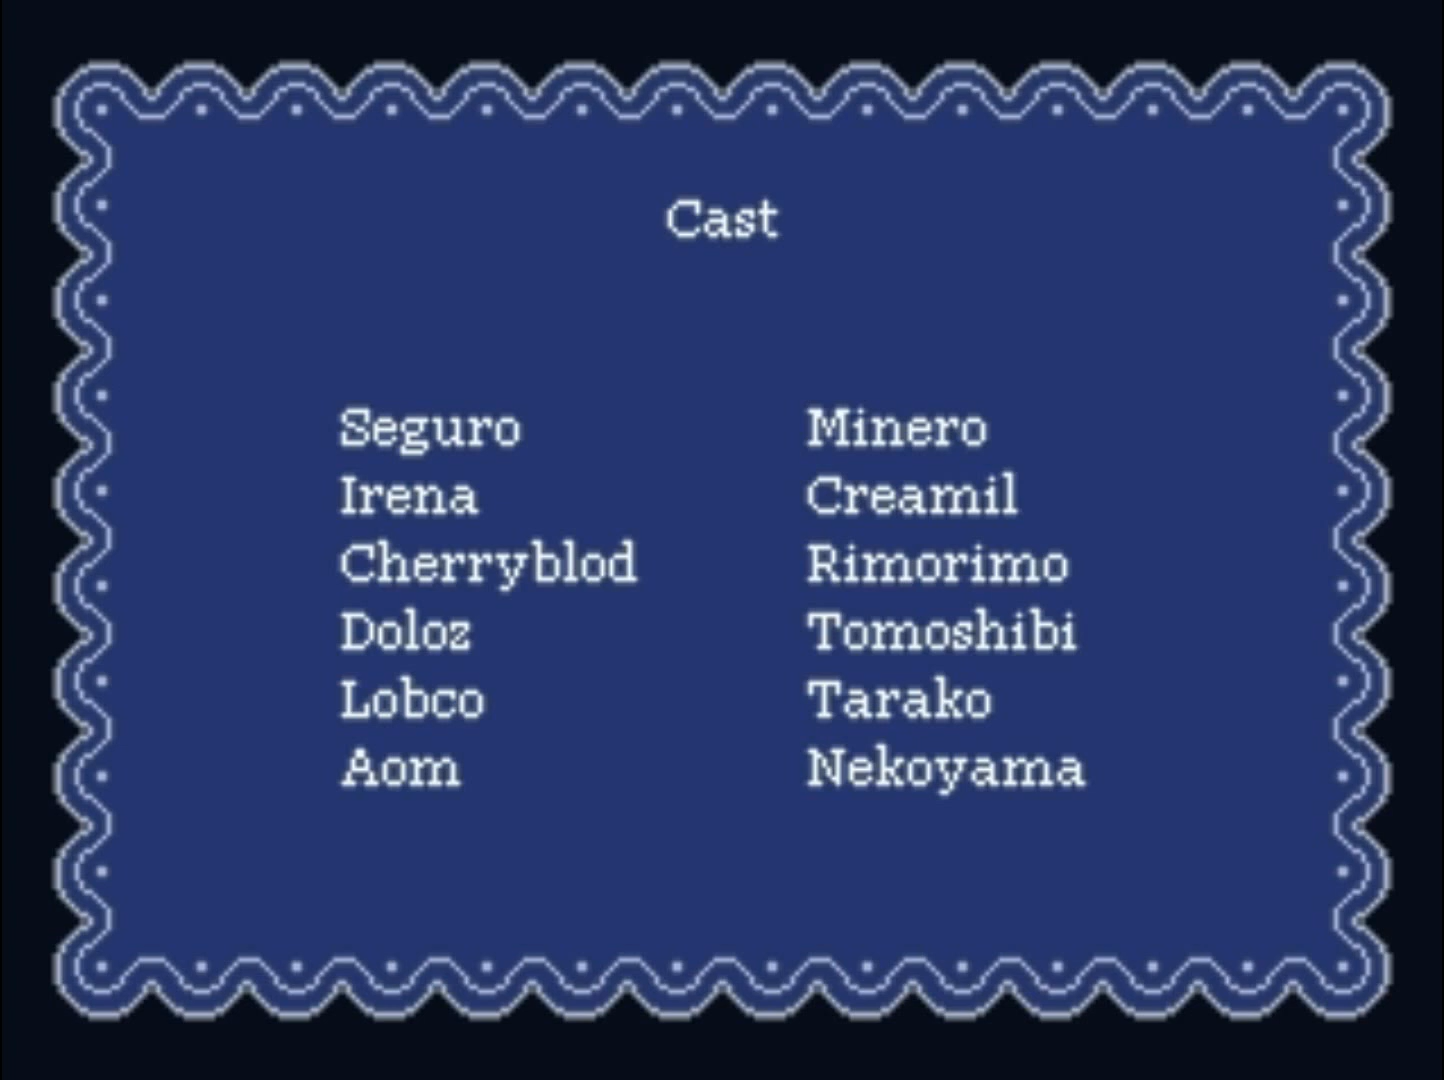 Cast
Seguro
Irena
Cherryblod
Doloz
Lobco
Aom
Minero
Creamil
Rimorimo
Tomoshibi
Tarako
Nekoyama